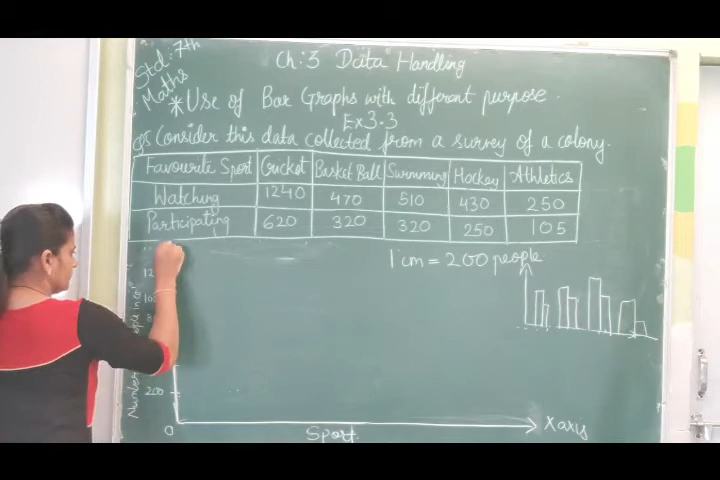 Std: 7th
Maths
Ch: 3 Data Handling
* Use of Bar Graphs with different purpose.
Ex 3.3
Consider this data collected from a survey of a colony.
Favourite Sport Cricket Basket Ball Swimming Hockey Athletics
Watching 1240 470 510 430 250
Participating 620 320 320 250 105
1 cm = 200 people
200
0
Sport
X axis